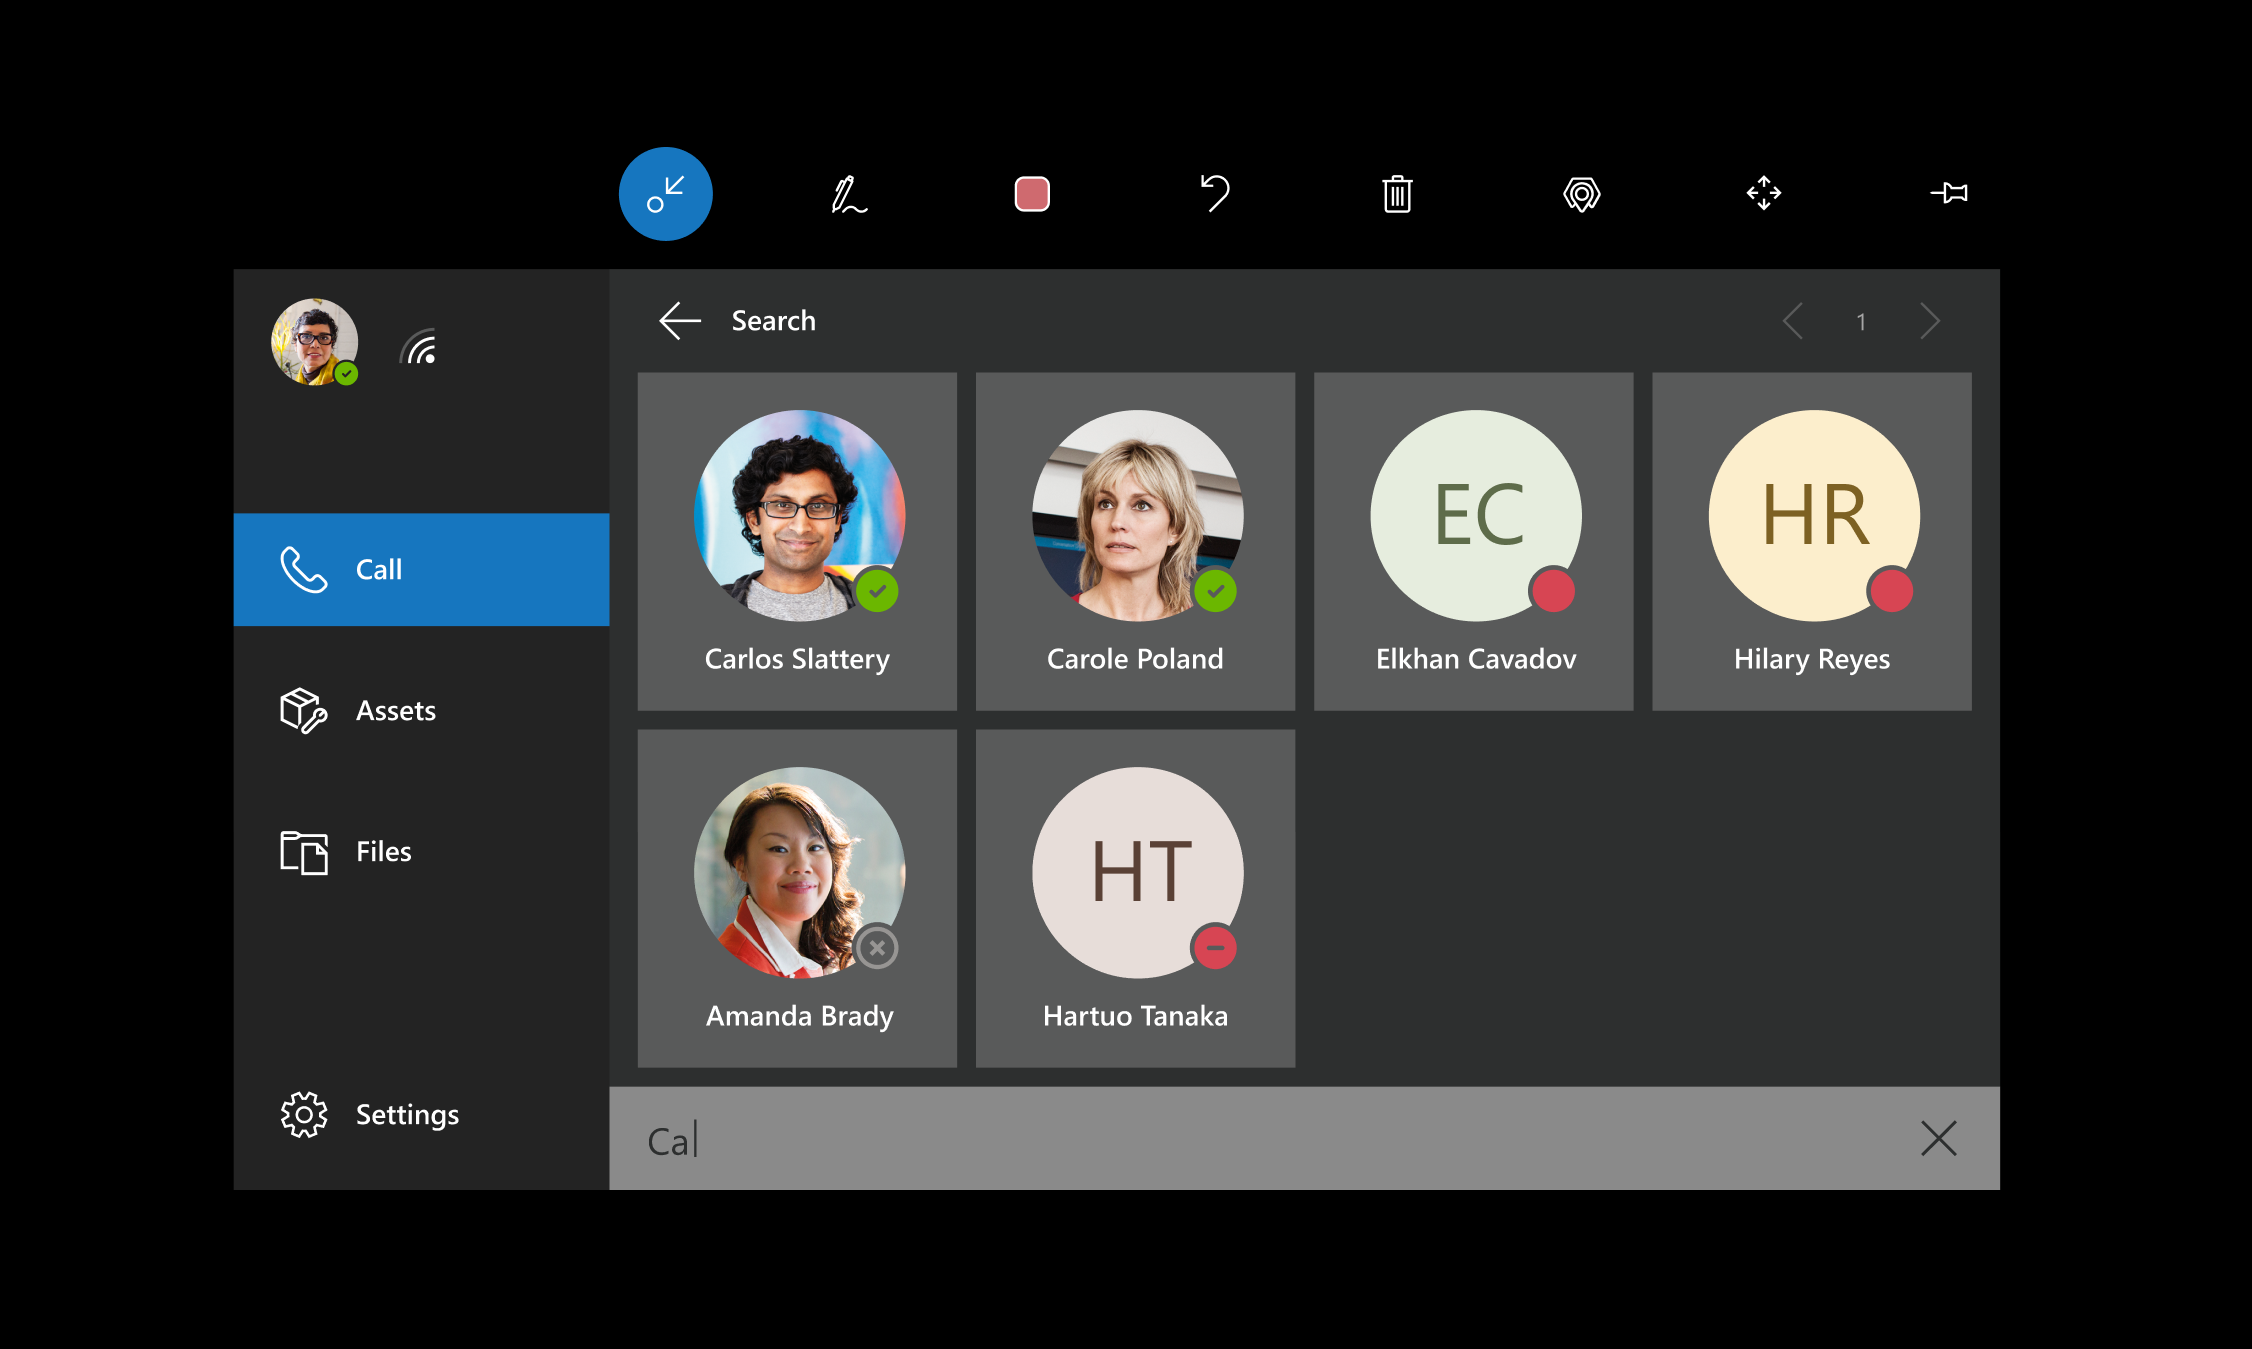 Search
1
Call
Assets
Files
Settings
EC
HR
Carlos Slattery
Carole Poland
Elkhan Cavadov
Hilary Reyes
HT
Amanda Brady
Hartuo Tanaka
Ca